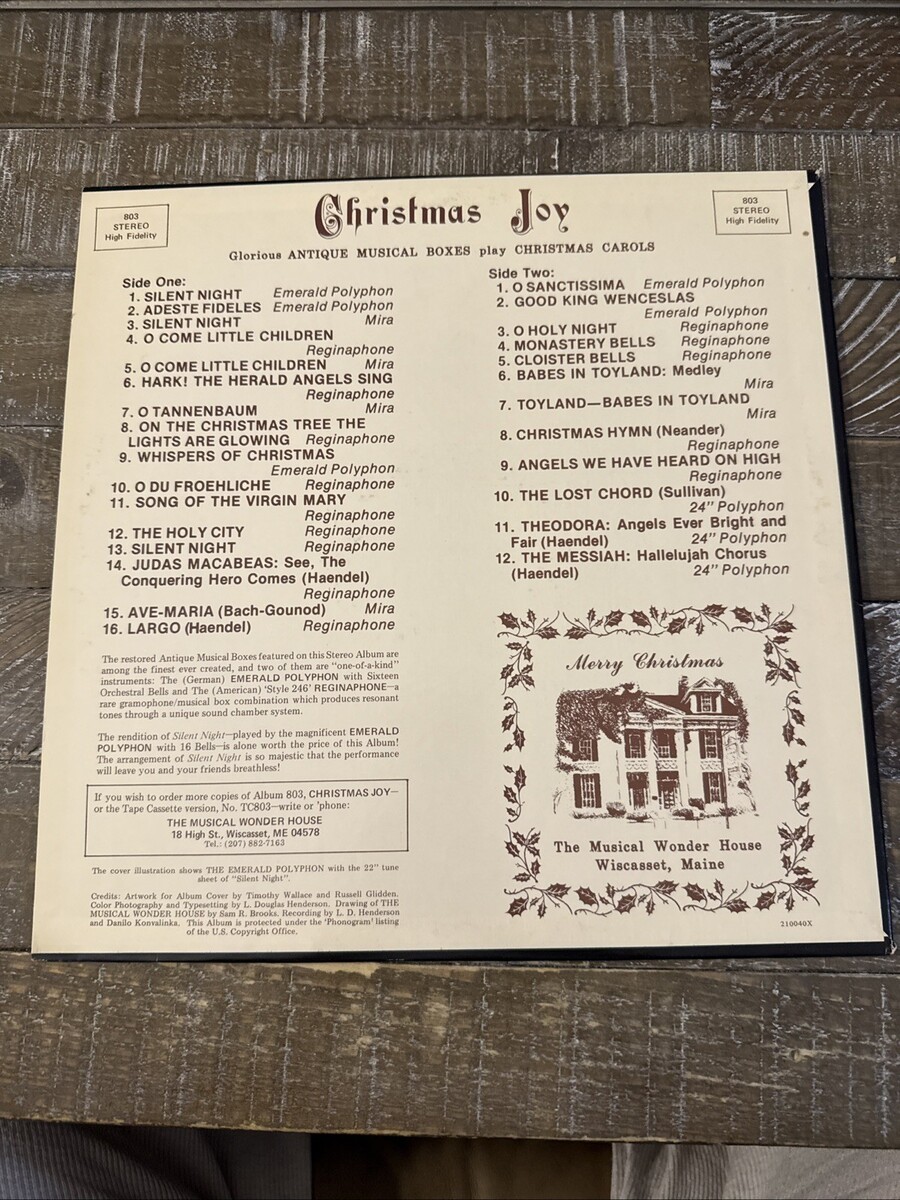 803
STEREO
High Fidelity
Christmas Joy
803
STEREO
High Fidelity
Glorious ANTIQUE MUSICAL BOXES play CHRISTMAS CAROLS
Side One:
1. SILENT NIGHT Emerald Polyphon
2. ADESTE FIDELES Emerald Polyphon
3. SILENT NIGHT Mira
4. O COME LITTLE CHILDREN
Reginaphone
5. O COME LITTLE CHILDREN Mira
6. HARK! THE HERALD ANGELS SING
Reginaphone
7. O TANNENBAUM Mira
8. ON THE CHRISTMAS TREE THE
LIGHTS ARE GLOWING Reginaphone
9. WHISPERS OF CHRISTMAS
Emerald Polyphon
10. O DU FROEHLICHE Reginaphone
11. SONG OF THE VIRGIN MARY
Reginaphone
12. THE HOLY CITY Reginaphone
13. SILENT NIGHT Reginaphone
14. JUDAS MACABEAS: See, The
Conquering Hero Comes (Haendel)
Reginaphone
15. AVE-MARIA (Bach-Gounod) Mira
16. LARGO (Haendel) Reginaphone
The restored Antique Musical Boxes featured on this Stereo Album are
among the finest ever created, and two of them are "one-of-a-kind"
instruments: The (German) EMERALD POLYPHON with Sixteen
Orchestral Bells and The (American) 'Style 246' REGINAPHONE—a
rare gramophone/musical box combination which produces resonant
tones through a unique sound chamber system.
The rendition of Silent Night—played by the magnificent EMERALD
POLYPHON with 16 Bells—is alone worth the price of this Album!
The arrangement of Silent Night is so majestic that the performance
will leave you and your friends breathless!
If you wish to order more copies of Album 803, CHRISTMAS JOY—
or the Tape Cassette version, No. TC803—write or 'phone:
THE MUSICAL WONDER HOUSE
18 High St., Wiscasset, ME 04578
Tel.: (207) 882-7163
The cover illustration shows THE EMERALD POLYPHON with the 22" tune
sheet of "Silent Night".
Credits: Artwork for Album Cover by Timothy Wallace and Russell Glidden.
Color Photography and Typesetting by L. Douglas Henderson. Drawing of THE
MUSICAL WONDER HOUSE by Sam R. Brooks. Recording by L. D. Henderson
and Danilo Konvalinka. This Album is protected under the 'Phonogram' listing
of the U.S. Copyright Office.
Side Two:
1. O SANCTISSIMA Emerald Polyphon
2. GOOD KING WENCESLAS
Emerald Polyphon
3. O HOLY NIGHT Reginaphone
4. MONASTERY BELLS Reginaphone
5. CLOISTER BELLS Reginaphone
6. BABES IN TOYLAND: Medley
Mira
7. TOYLAND—BABES IN TOYLAND
Mira
8. CHRISTMAS HYMN (Neander)
Reginaphone
9. ANGELS WE HAVE HEARD ON HIGH
Reginaphone
10. THE LOST CHORD (Sullivan)
24" Polyphon
11. THEODORA: Angels Ever Bright and
Fair (Haendel) 24" Polyphon
12. THE MESSIAH: Hallelujah Chorus
(Haendel) 24" Polyphon
Merry Christmas
The Musical Wonder House
Wiscasset, Maine
210040X